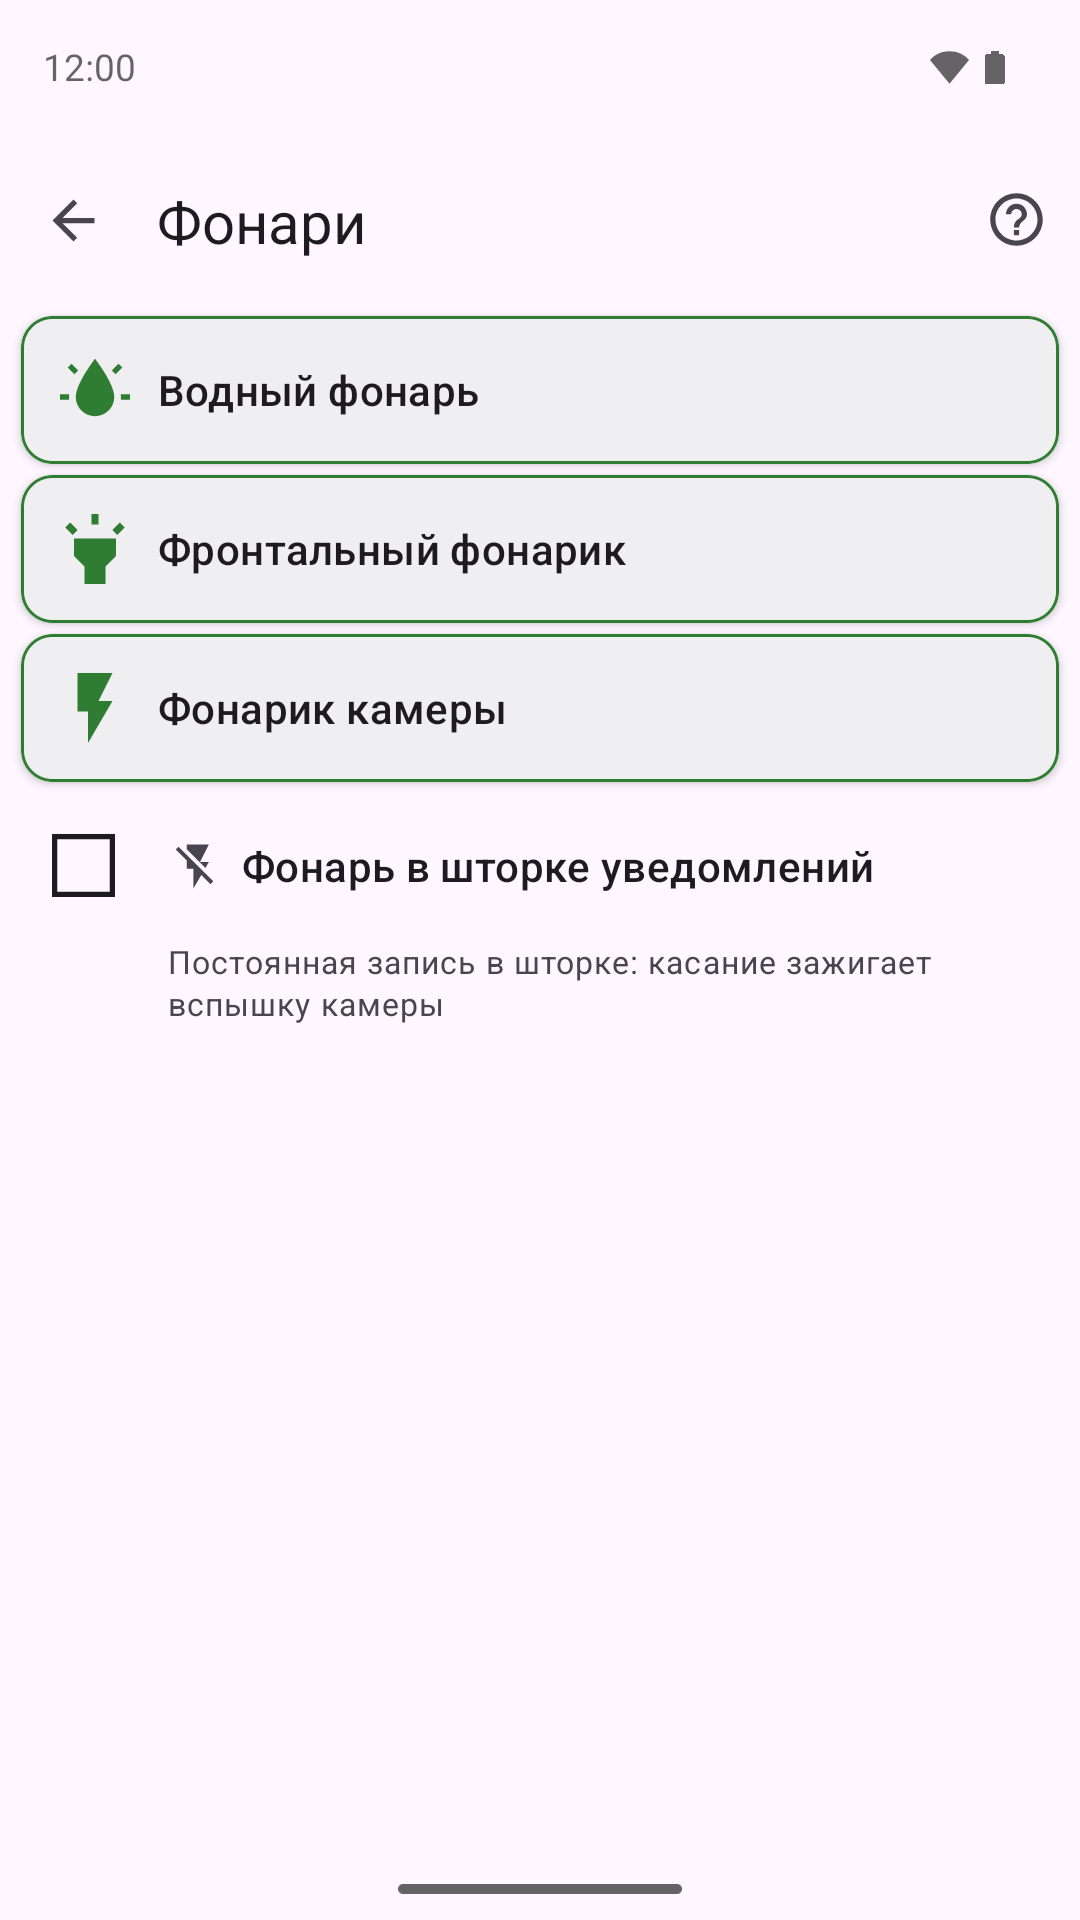 12:00
Фонари
Водный фонарь
Фронтальный фонарик
Фонарик камеры
Фонарь в шторке уведомлений
Постоянная запись в шторке: касание зажигает
вспышку камеры